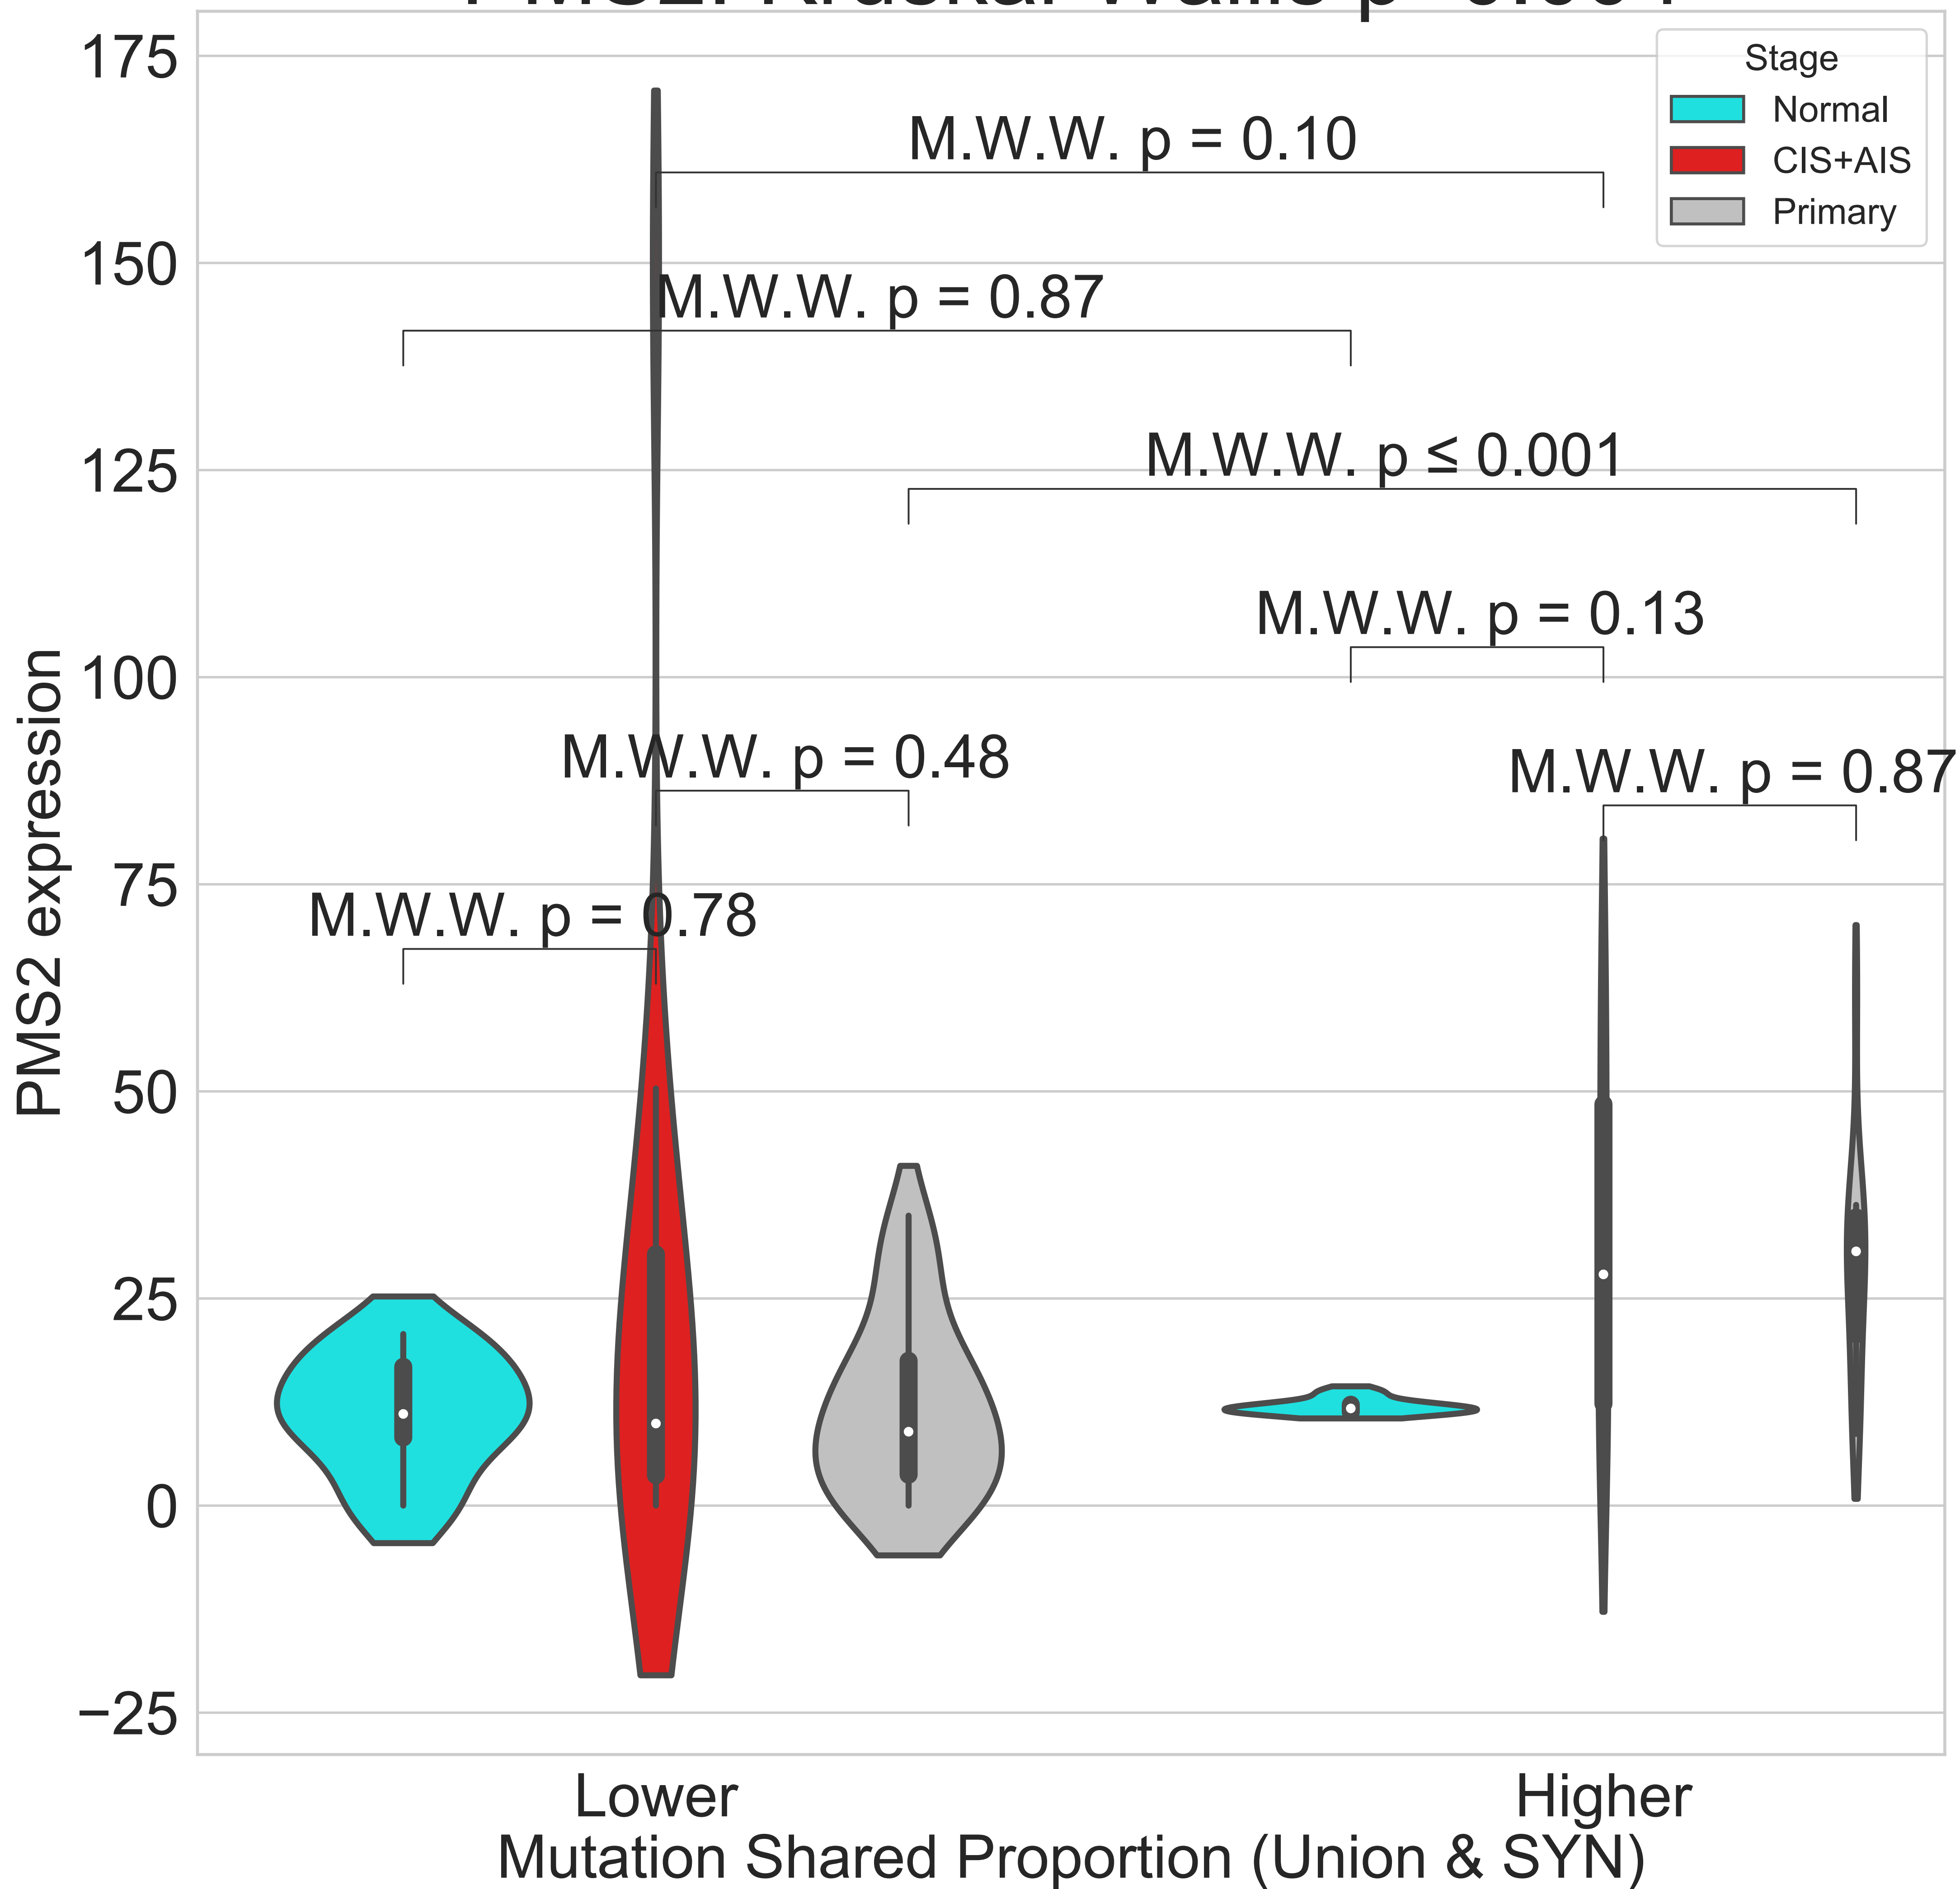 175
150
125
100
75
50
25
0
−25
PMS2 expression
Stage
Normal
CIS+AIS
Primary
M.W.W. p = 0.10
M.W.W. p = 0.87
M.W.W. p ≤ 0.001
M.W.W. p = 0.13
M.W.W. p = 0.48
M.W.W. p = 0.87
M.W.W. p = 0.78
Lower
Higher
Mutation Shared Proportion (Union & SYN)